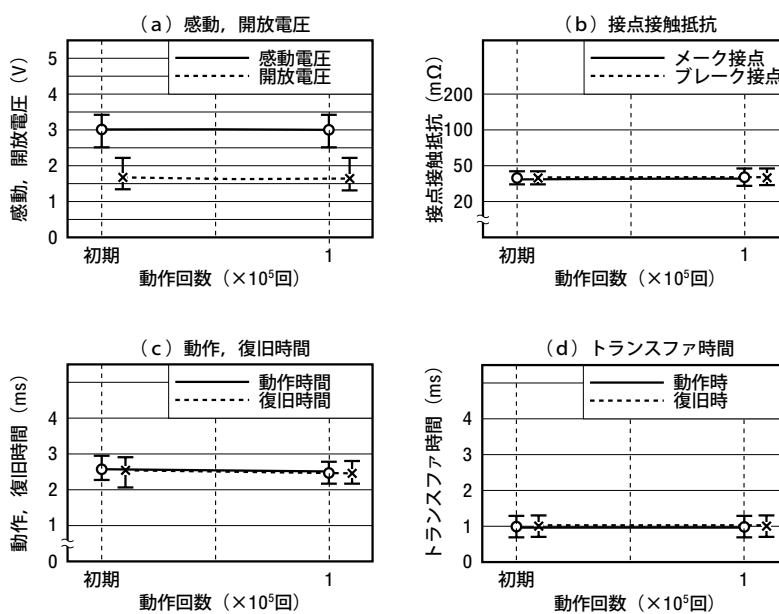 （a）感動，開放電圧
感動電圧
開放電圧
感動，開放電圧（V）
5
4
3
2
1
0
初期
1
動作回数（×10⁵回）
（b）接点接触抵抗
メーク接点
ブレーク接点
接点接触抵抗（mΩ）
200
100
50
20
初期
1
動作回数（×10⁵回）
（c）動作，復旧時間
動作時間
復旧時間
動作，復旧時間（ms）
4
3
2
1
0
初期
1
動作回数（×10⁵回）
（d）トランスファ時間
動作時
復旧時
トランスファ時間（ms）
4
3
2
1
0
初期
1
動作回数（×10⁵回）